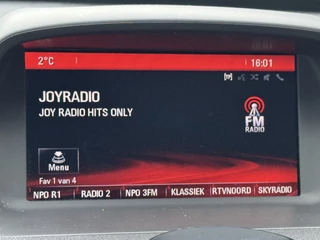 2°C 16:01
JOYRADIO
JOY RADIO HITS ONLY
FM
RADIO
Menu
Fav 1 van 4
NPO R1 RADIO 2 NPO 3FM KLASSIEK RTVNOORD SKYRADIO